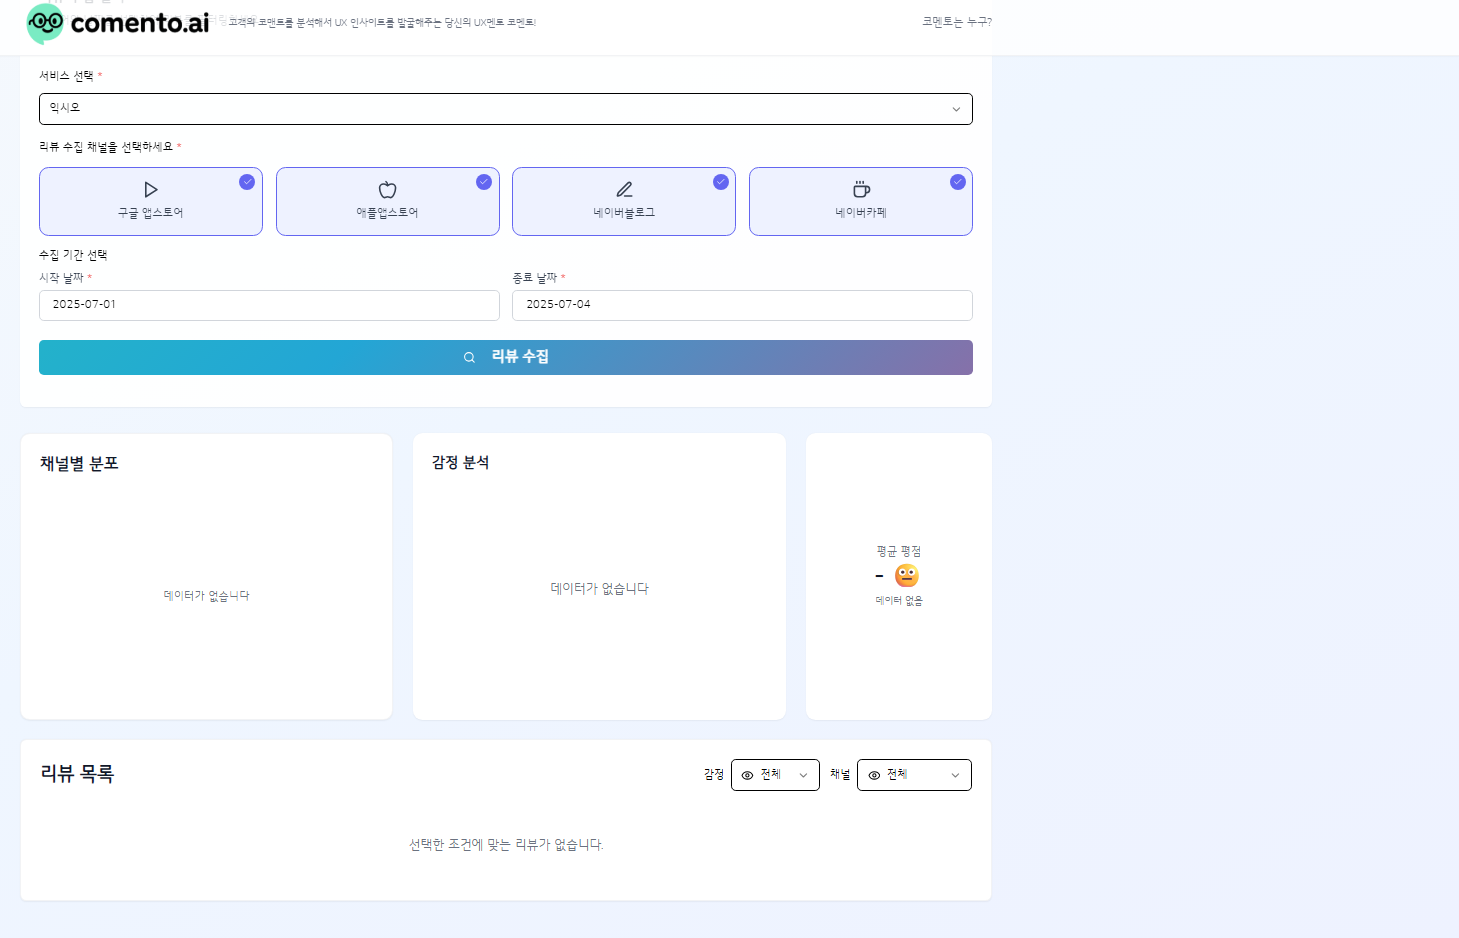 comento.ai
고객의 코맨트를 분석해서 UX 인사이트를 발굴해주는 당신의 UX멘토 코멘토!
코멘토는 누구?
서비스 선택 *
익시오
리뷰 수집 채널을 선택하세요 *
구글 앱스토어
애플앱스토어
네이버블로그
네이버카페
수집 기간 선택
시작 날짜 *
종료 날짜 *
2025-07-01
2025-07-04
리뷰 수집
채널별 분포
감정 분석
데이터가 없습니다
데이터가 없습니다
평균 평점
-
데이터 없음
리뷰 목록
감정
전체
채널
전체
선택한 조건에 맞는 리뷰가 없습니다.